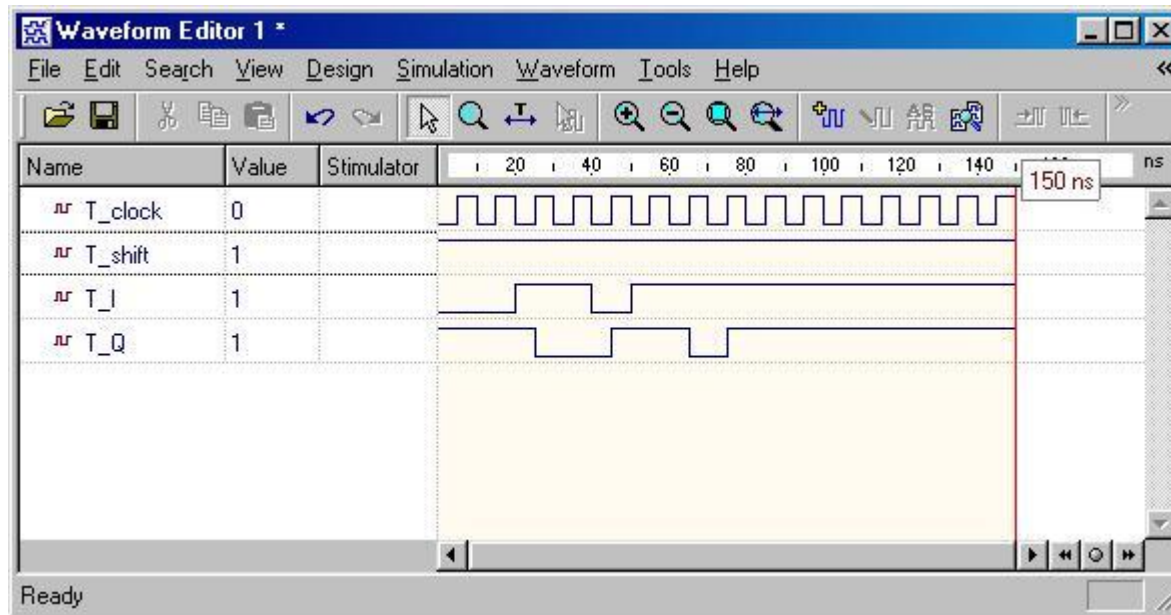 Waveform Editor 1 *
File Edit Search View Design Simulation Waveform Tools Help
Name Value Stimulator 20 40 60 80 100 120 140 ns
150 ns
T_clock 0
T_shift 1
T_I 1
T_Q 1
Ready